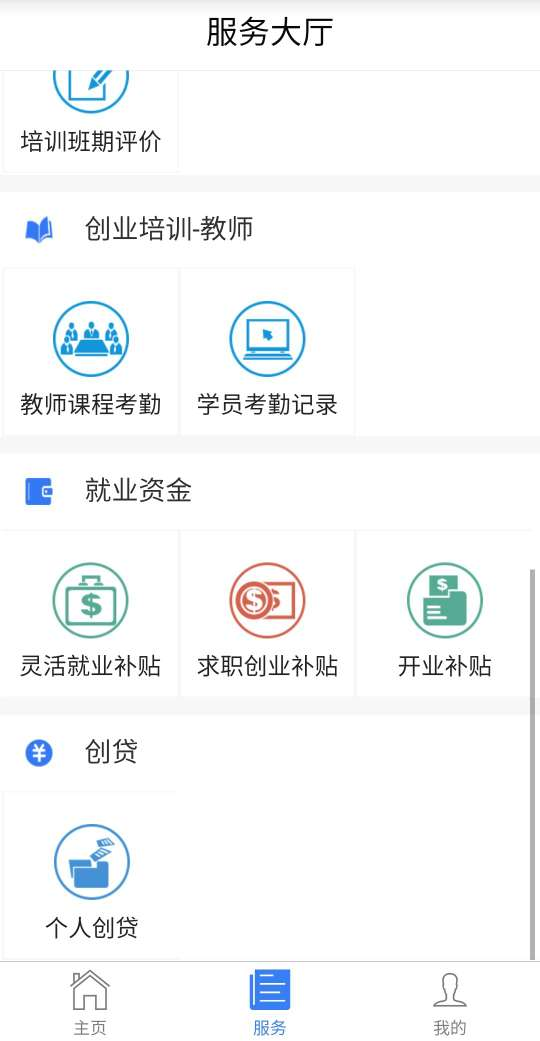 服务大厅
培训班期评价
创业培训-教师
教师课程考勤
学员考勤记录
就业资金
灵活就业补贴
求职创业补贴
开业补贴
创贷
个人创贷
主页
服务
我的